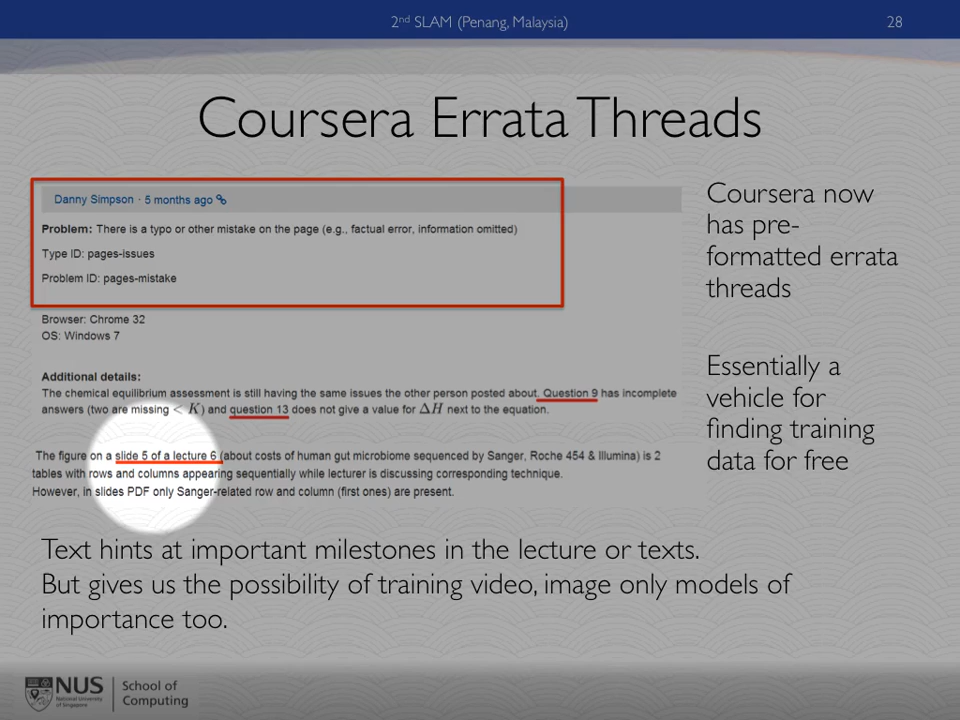 2nd SLAM (Penang, Malaysia)
28
Coursera Errata Threads
Danny Simpson · 5 months ago
Problem: There is a typo or other mistake on the page (e.g., factual error, information omitted)
Type ID: pages-issues
Problem ID: pages-mistake
Browser: Chrome 32
OS: Windows 7
Additional details:
The chemical equilibrium assessment is still having the same issues the other person posted about. Question 9 has incomplete
answers (two are missing < K) and question 13 does not give a value for ΔH next to the equation.
The figure on a slide 5 of a lecture 6 (about costs of human gut microbiome sequenced by Sanger, Roche 454 & Illumina) is 2
tables with rows and columns appearing sequentially while lecturer is discussing corresponding technique.
However, in slides PDF only Sanger-related row and column (first ones) are present.
Coursera now
has pre-
formatted errata
threads
Essentially a
vehicle for
finding training
data for free
Text hints at important milestones in the lecture or texts.
But gives us the possibility of training video, image only models of
importance too.
NUS
National University
of Singapore
School of
Computing